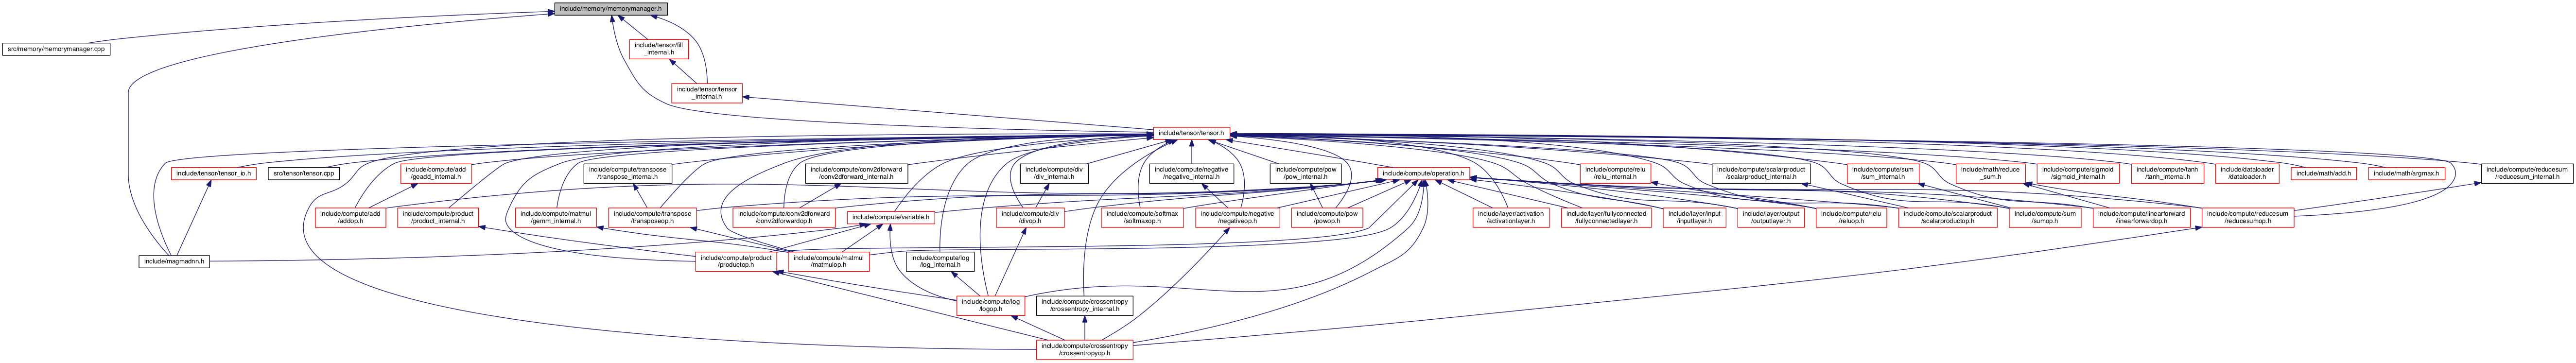 include/memory/memorymanager.h
src/memory/memorymanager.cpp
include/tensor/fill
_internal.h
include/tensor/tensor
_internal.h
include/tensor/tensor.h
include/tensor/tensor_io.h
src/tensor/tensor.cpp
include/compute/add
/geadd_internal.h
include/compute/transpose
/transpose_internal.h
include/compute/conv2dforward
/conv2dforward_internal.h
include/compute/div
/div_internal.h
include/compute/negative
/negative_internal.h
include/compute/pow
/pow_internal.h
include/compute/operation.h
include/compute/relu
/relu_internal.h
include/compute/scalarproduct
/scalarproduct_internal.h
include/compute/sum
/sum_internal.h
include/math/reduce
_sum.h
include/compute/sigmoid
/sigmoid_internal.h
include/compute/tanh
/tanh_internal.h
include/dataloader
/dataloader.h
include/math/add.h
include/math/argmax.h
include/compute/reducesum
/reducesum_internal.h
include/compute/add
/addop.h
include/compute/product
/product_internal.h
include/compute/matmul
/gemm_internal.h
include/compute/transpose
/transposeop.h
include/compute/conv2dforward
/conv2dforwardop.h
include/compute/variable.h
include/compute/div
/divop.h
include/compute/softmax
/softmaxop.h
include/compute/negative
/negativeop.h
include/compute/pow
/powop.h
include/layer/activation
/activationlayer.h
include/layer/fullyconnected
/fullyconnectedlayer.h
include/layer/input
/inputlayer.h
include/layer/output
/outputlayer.h
include/compute/relu
/reluop.h
include/compute/scalarproduct
/scalarproductop.h
include/compute/sum
/sumop.h
include/compute/linearforward
/linearforwardop.h
include/compute/reducesum
/reducesumop.h
include/magmadnn.h
include/compute/product
/productop.h
include/compute/matmul
/matmulop.h
include/compute/log
/log_internal.h
include/compute/log
/logop.h
include/compute/crossentropy
/crossentropy_internal.h
include/compute/crossentropy
/crossentropyop.h